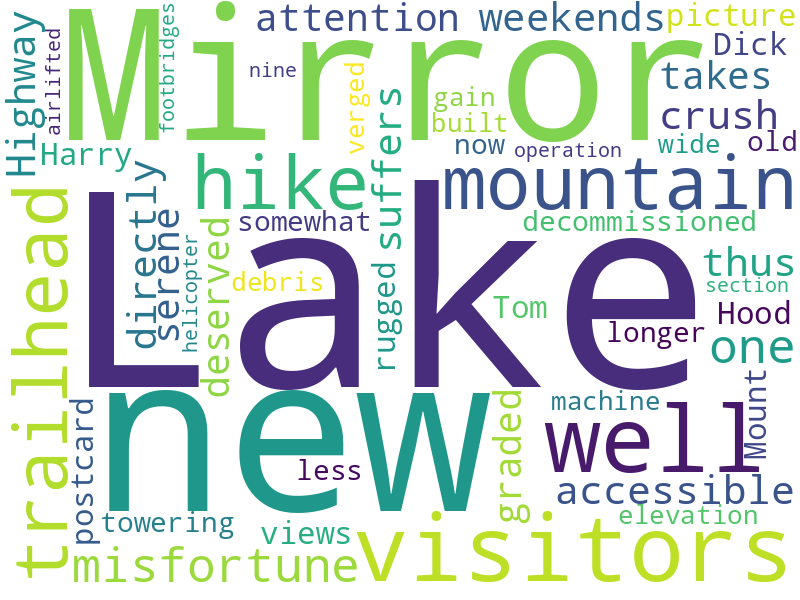 Mirror
attention
weekends
picture
Dick
Highway
airlifted
footbridges
nine
verged
gain
built
takes
crush
now
operation
wide
old
Harry
hike
suffers
mountain
trailhead
directly
serene
helicopter
deserved
somewhat
debris
rugged
Lake
decommissioned
thus
section
Tom
longer
Hood
one
new
postcard
towering
less
views
graded
machine
Mount
well
accessible
elevation
misfortune
visitors